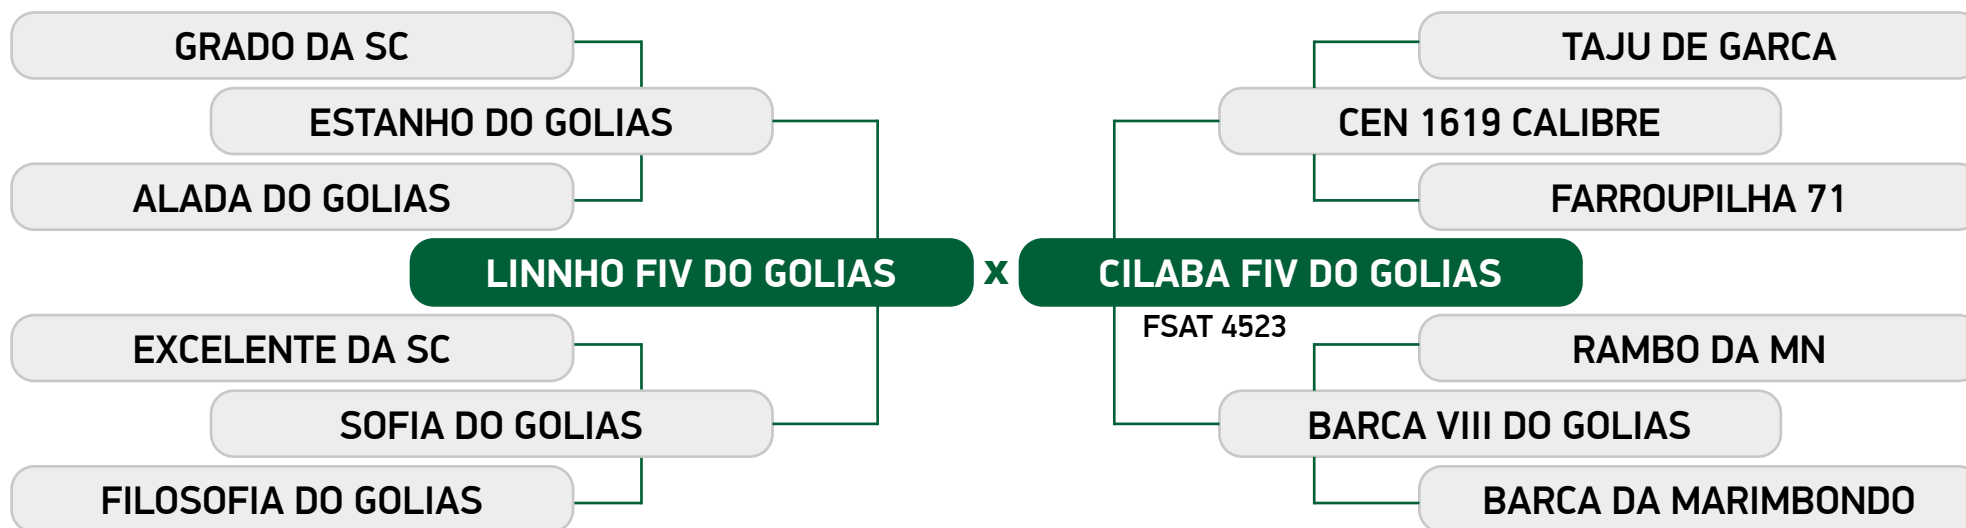 GRADO DA SC
TAJU DE GARCA
ESTANHO DO GOLIAS
CEN 1619 CALIBRE
ALADA DO GOLIAS
FARROUPILHA 71
LINNHO FIV DO GOLIAS x CILABA FIV DO GOLIAS
FSAT 4523
EXCELENTE DA SC
RAMBO DA MN
SOFIA DO GOLIAS
BARCA VIII DO GOLIAS
FILOSOFIA DO GOLIAS
BARCA DA MARIMBONDO